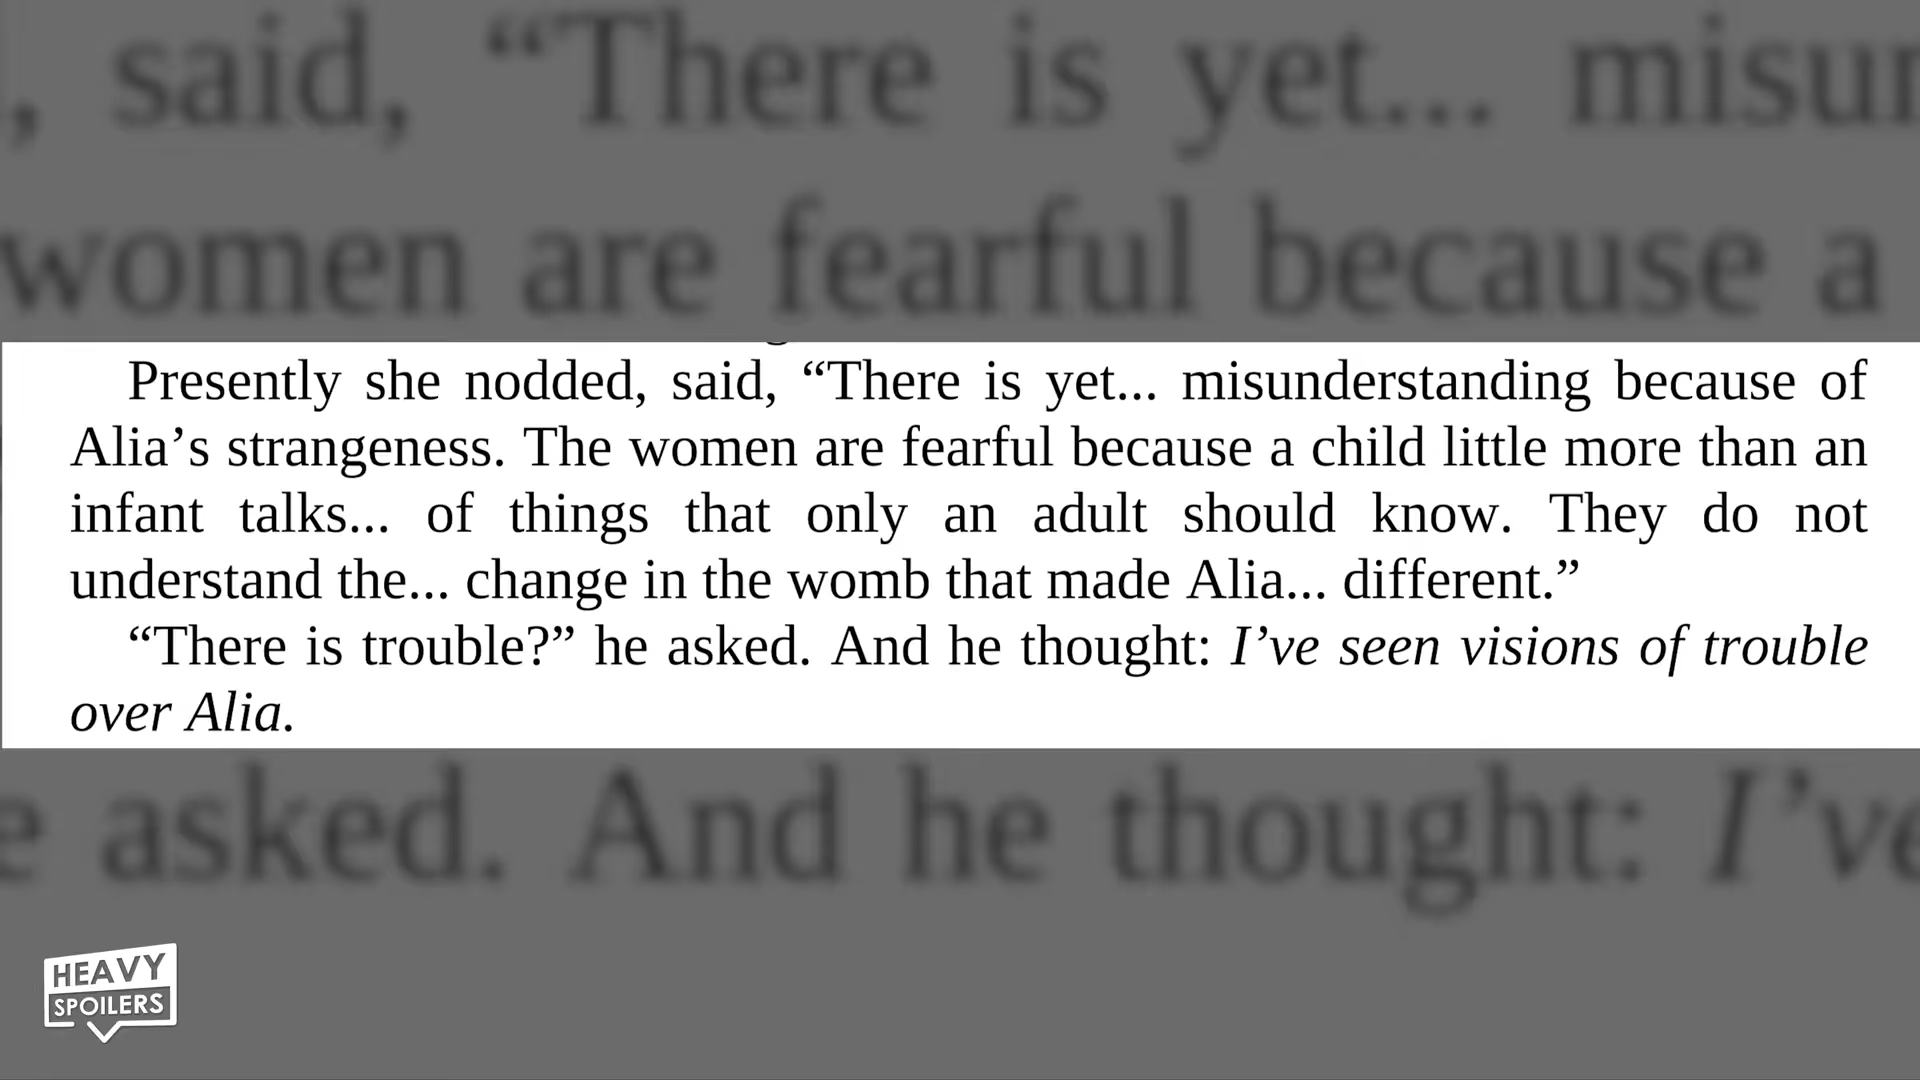 , said, “There is yet... misun
women are fearful because a
Presently she nodded, said, “There is yet... misunderstanding because of
Alia’s strangeness. The women are fearful because a child little more than an
infant talks... of things that only an adult should know. They do not
understand the... change in the womb that made Alia... different.”
“There is trouble?” he asked. And he thought: I’ve seen visions of trouble
over Alia.
e asked. And he thought: I’ve
HEAVY
SPOILERS